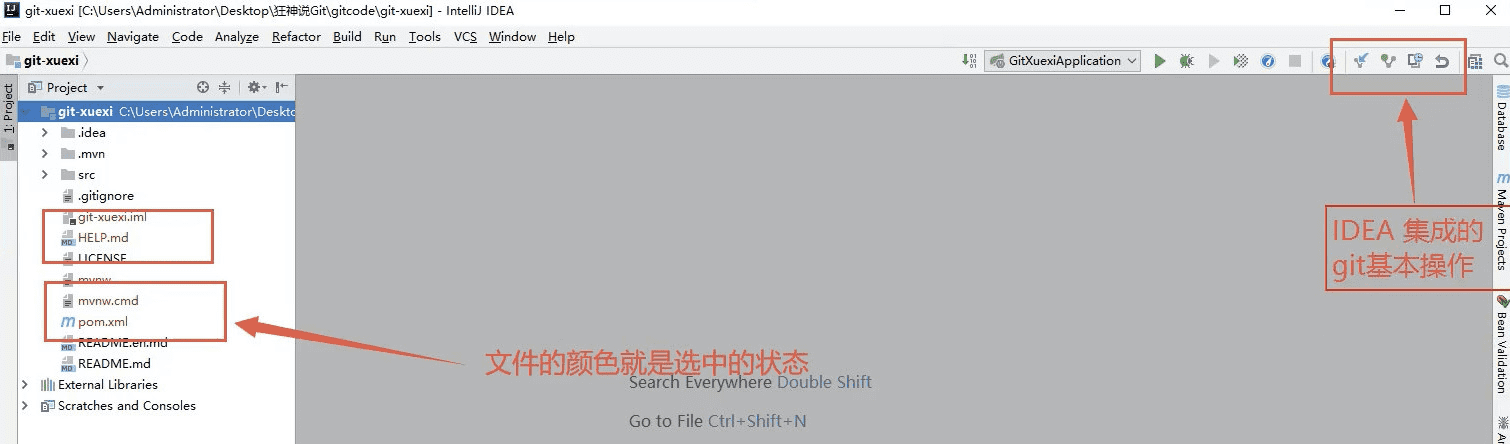 git-xuexi [C:\Users\Administrator\Desktop\狂神说Git\gitcode\git-xuexi] - IntelliJ IDEA
File Edit View Navigate Code Analyze Refactor Build Run Tools VCS Window Help
git-xuexi
GitXuexiApplication
1: Project
Project
git-xuexi C:\Users\Administrator\Deskto
.idea
.mvn
src
.gitignore
git-xuexi.iml
HELP.md
LICENSE
mvnw
mvnw.cmd
pom.xml
README.en.md
README.md
External Libraries
Scratches and Consoles
文件的颜色就是选中的状态
Search Everywhere Double Shift
Go to File Ctrl+Shift+N
IDEA 集成的
git基本操作
Database
Maven Projects
Bean Validation